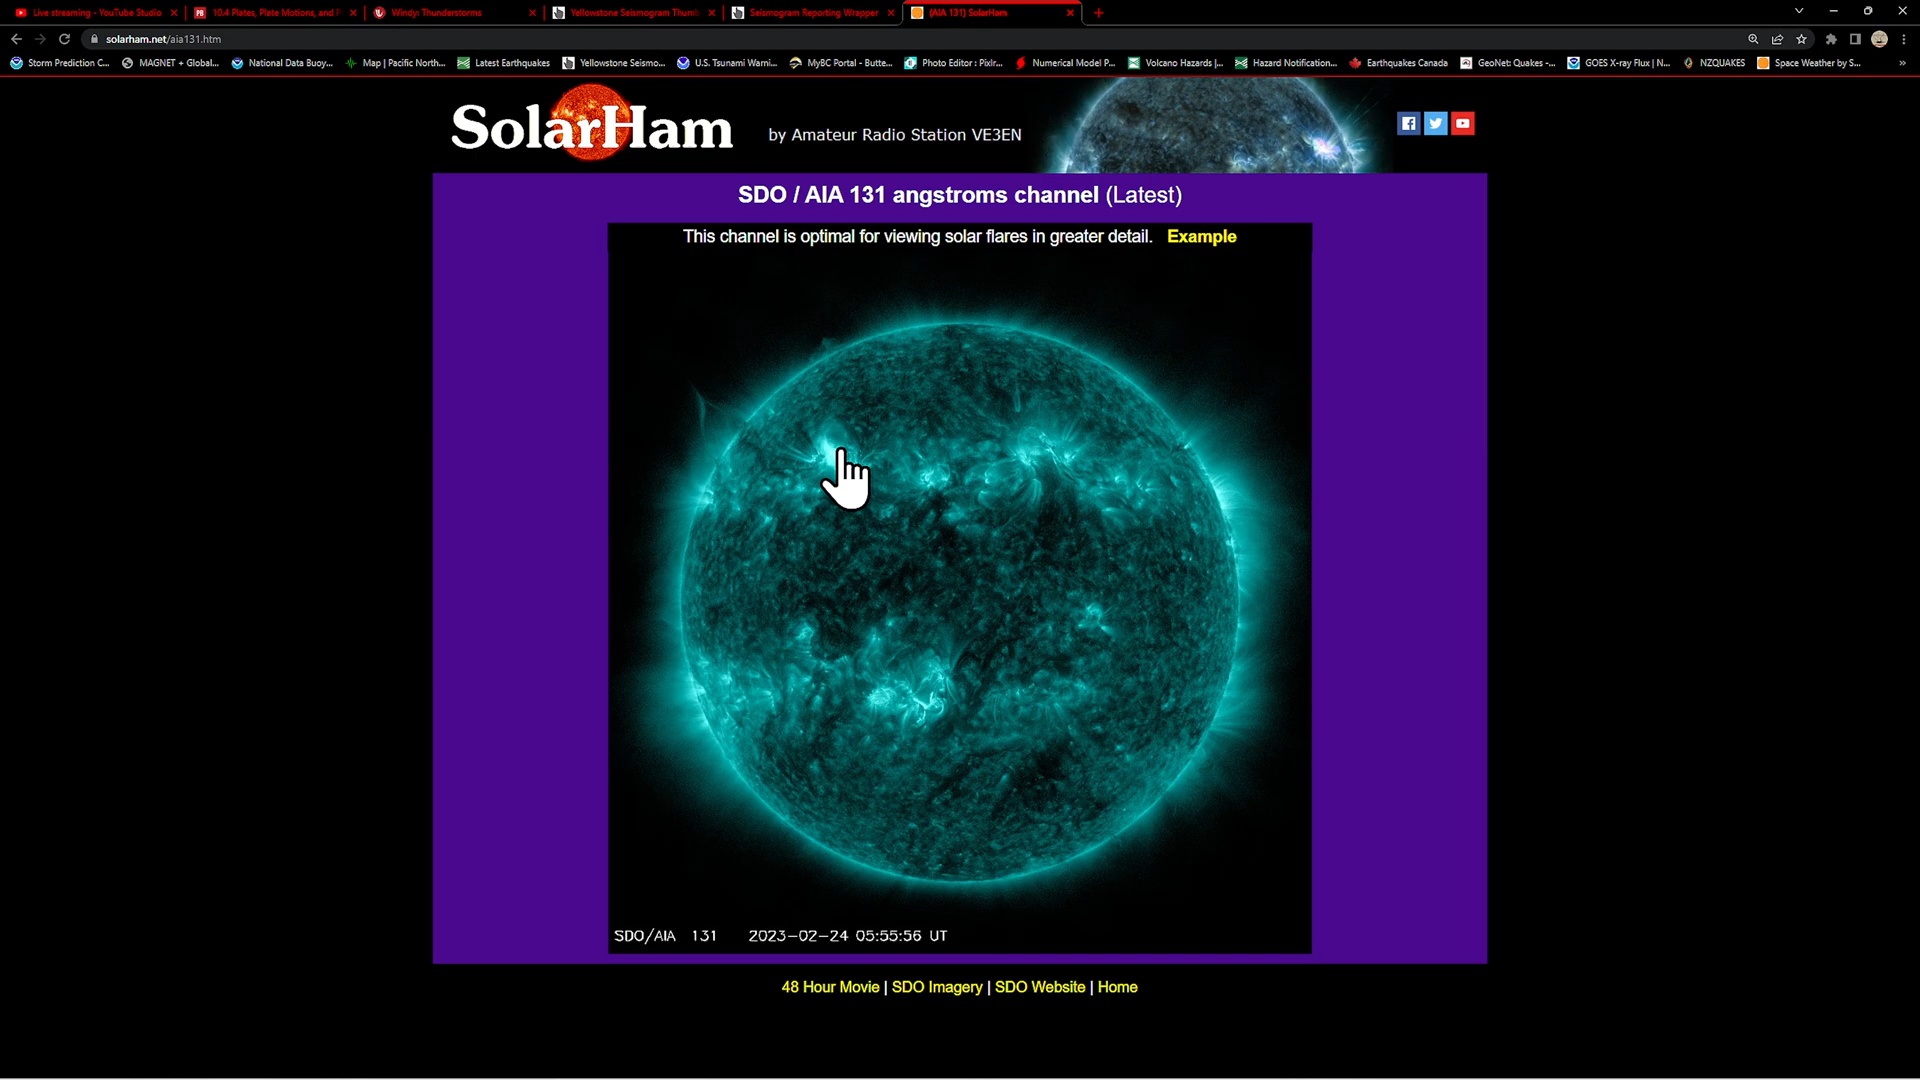 Live streaming - YouTube Studio
10.4 Plates, Plate Motions, and P
Windy: Thunderstorms
Yellowstone Seismogram Thumb
Seismogram Reporting Wrapper
(AIA 131) SolarHam
solarham.net/aia131.htm
Storm Prediction C...
MAGNET + Global...
National Data Buoy...
Map | Pacific North...
Latest Earthquakes
Yellowstone Seismo...
U.S. Tsunami Warni...
MyBC Portal - Butte...
Photo Editor : Pixlr...
Numerical Model P...
Volcano Hazards |...
Hazard Notification...
Earthquakes Canada
GeoNet: Quakes -...
GOES X-ray Flux | N...
NZQUAKES
Space Weather by S...
»
SolarHam
by Amateur Radio Station VE3EN
SDO / AIA 131 angstroms channel (Latest)
This channel is optimal for viewing solar flares in greater detail. Example
SDO/AIA 131 2023-02-24 05:55:56 UT
48 Hour Movie | SDO Imagery | SDO Website | Home